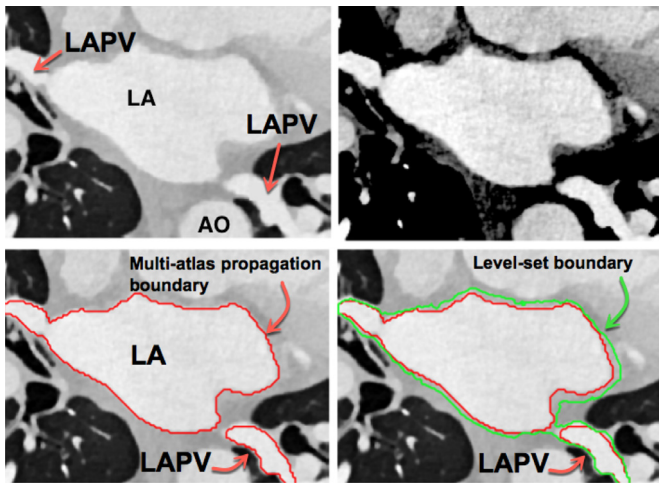 LAPV
LA
LAPV
AO
Multi-atlas propagation
boundary
LA
LAPV
Level-set boundary
LAPV